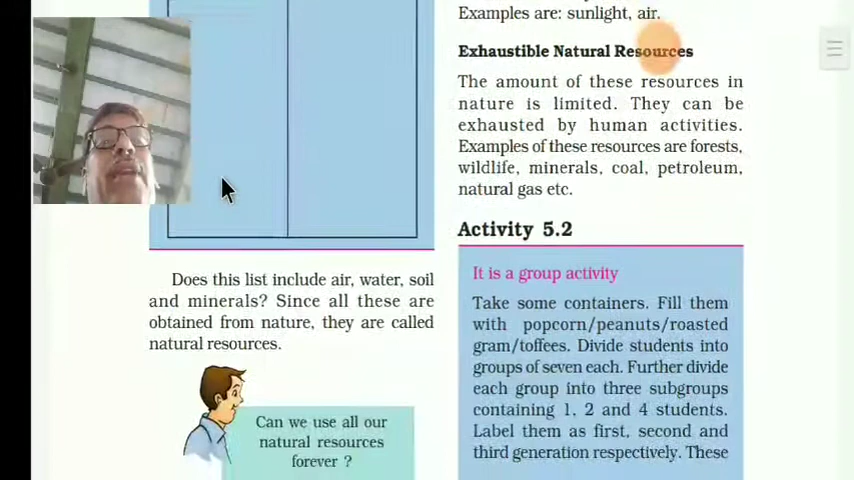 Does this list include air, water, soil
and minerals? Since all these are
obtained from nature, they are called
natural resources.
Can we use all our
natural resources
forever ?
Examples are: sunlight, air.
Exhaustible Natural Resources
The amount of these resources in
nature is limited. They can be
exhausted by human activities.
Examples of these resources are forests,
wildlife, minerals, coal, petroleum,
natural gas etc.
Activity 5.2
It is a group activity
Take some containers. Fill them
with popcorn/peanuts/roasted
gram/toffees. Divide students into
groups of seven each. Further divide
each group into three subgroups
containing 1, 2 and 4 students.
Label them as first, second and
third generation respectively. These